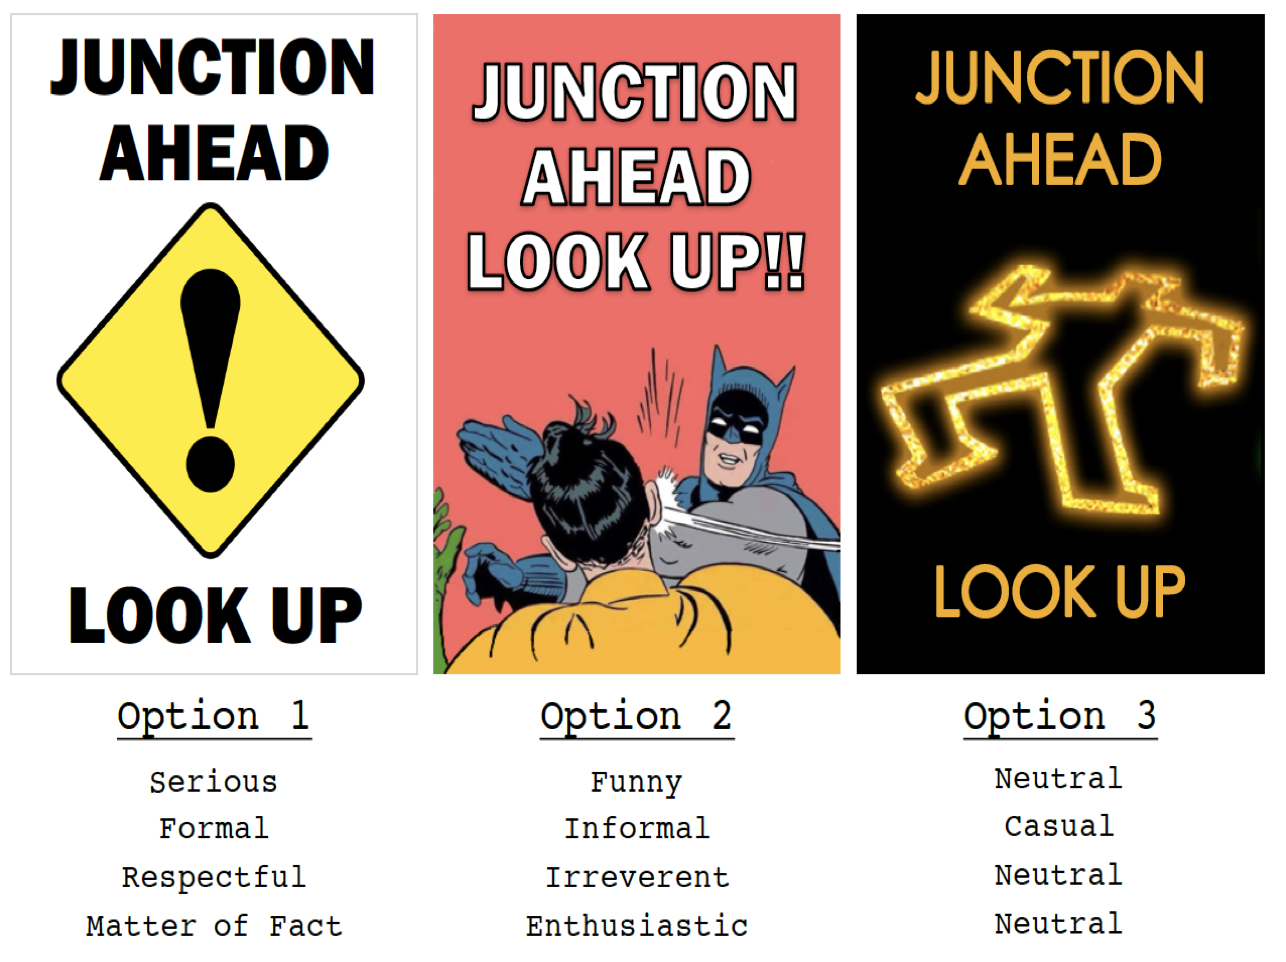 JUNCTION
AHEAD
!
LOOK UP
Option 1
Serious
Formal
Respectful
Matter of Fact
JUNCTION
AHEAD
LOOK UP!!
Option 2
Funny
Informal
Irreverent
Enthusiastic
JUNCTION
AHEAD
LOOK UP
Option 3
Neutral
Casual
Neutral
Neutral